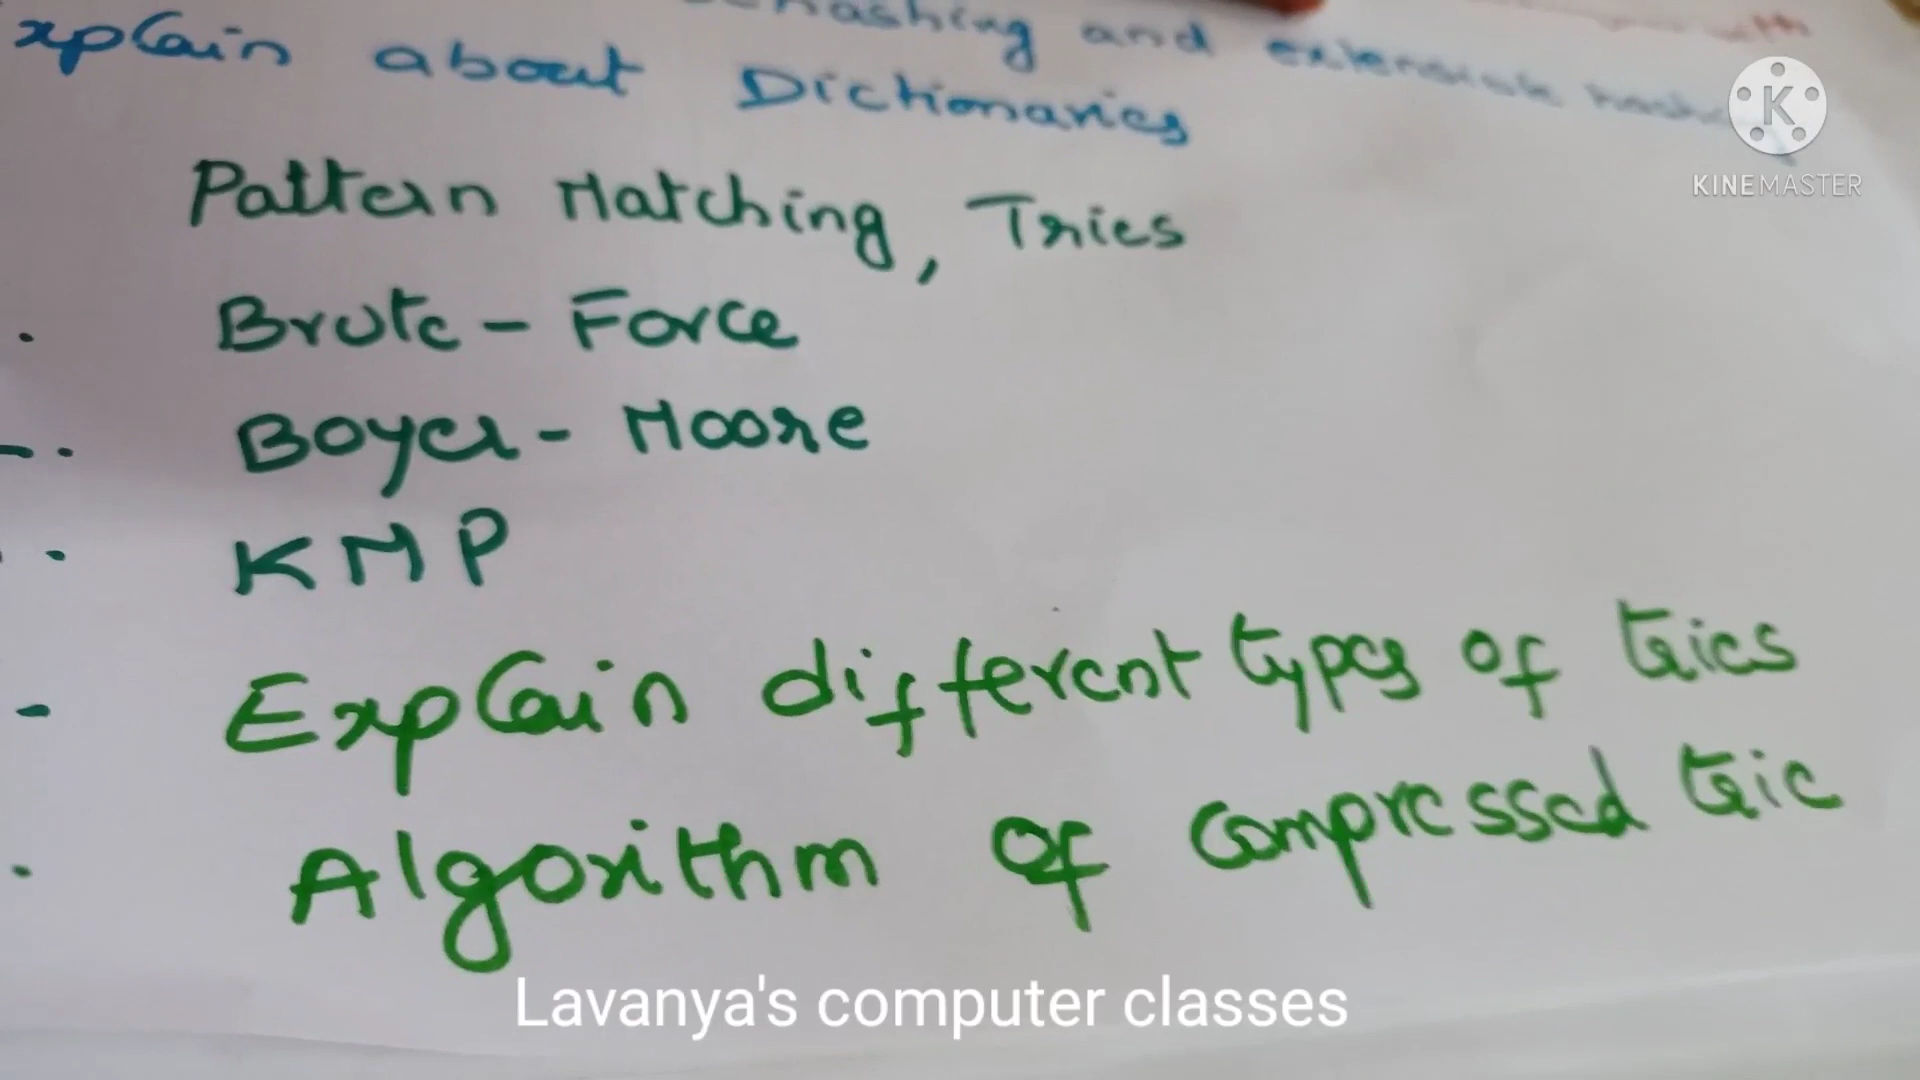 hashing and extensible
xplain about Dictionaries
Pattern Matching, Tries
Brute - Force
Boyer - Moore
KMP
Explain different types of tries
Algorithm of compressed trie
K
KINEMASTER
Lavanya's computer classes